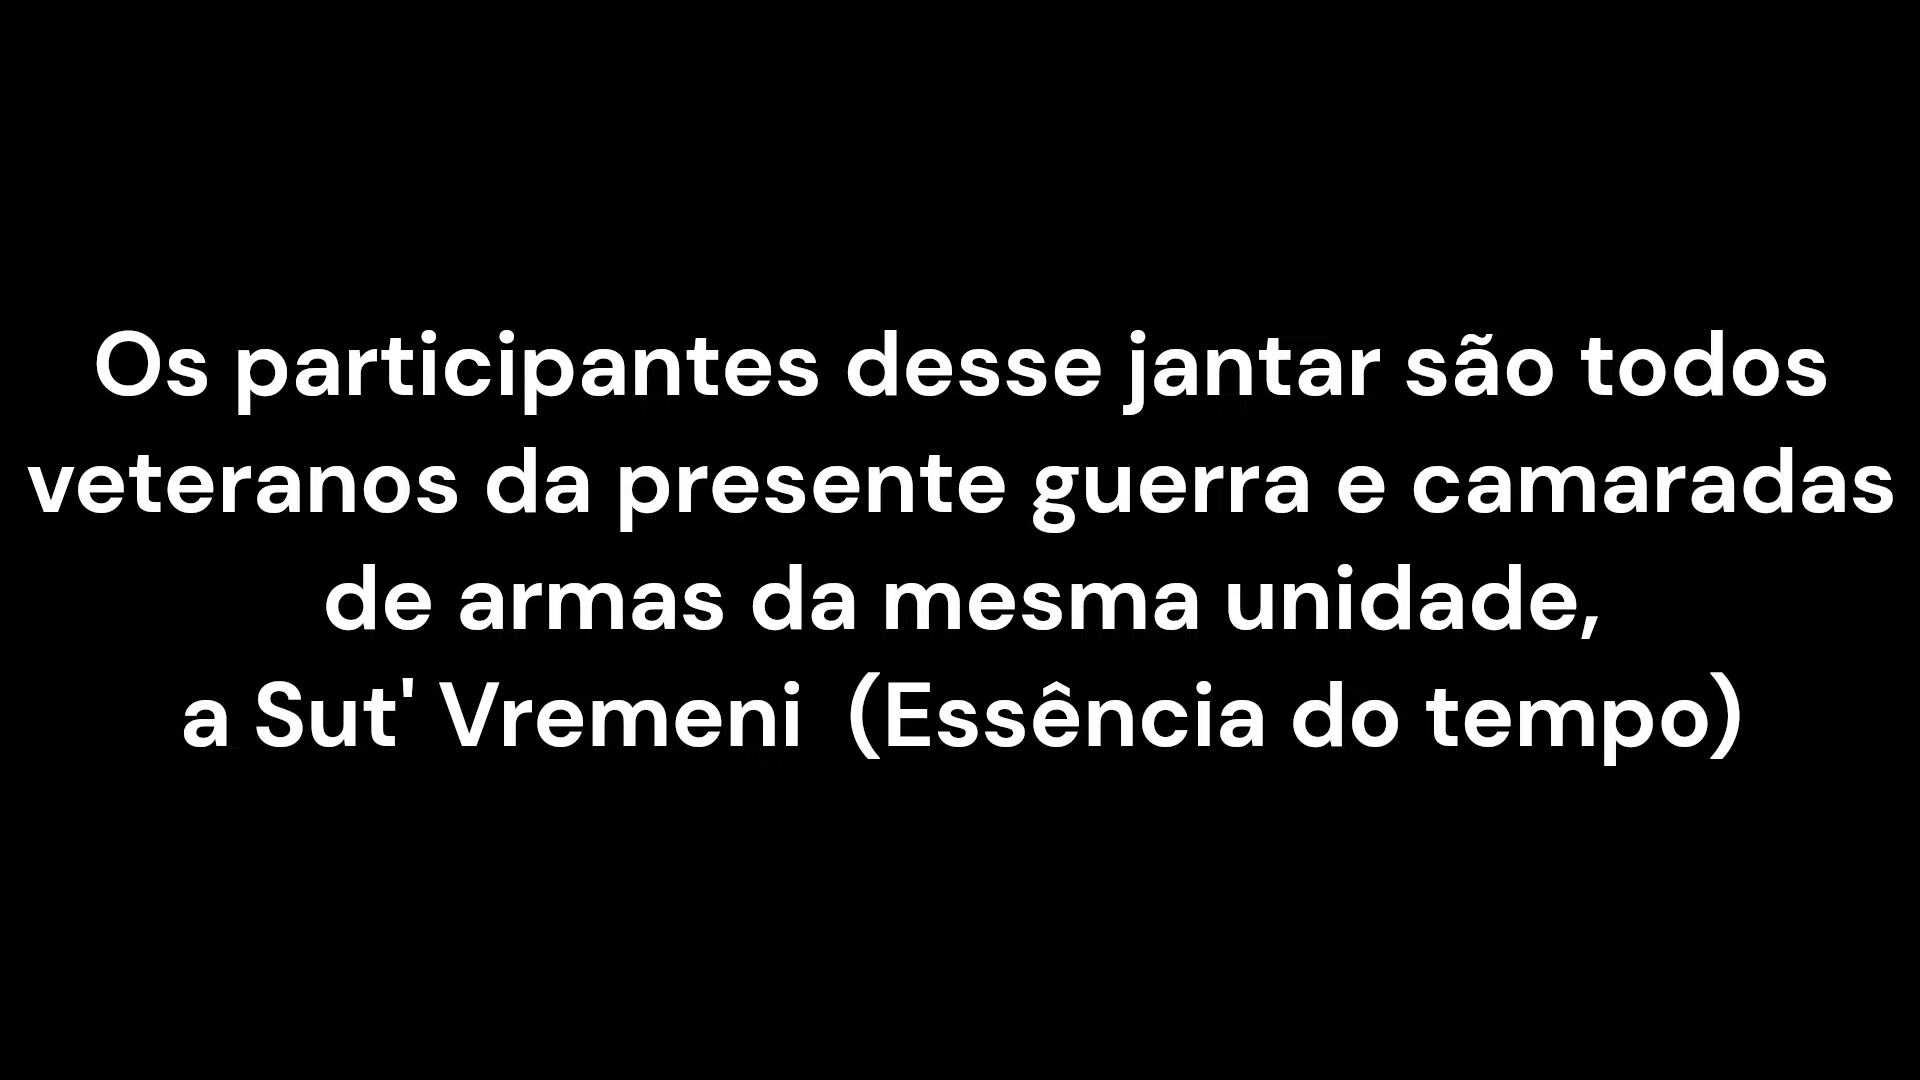 Os participantes desse jantar são todos
veteranos da presente guerra e camaradas
de armas da mesma unidade,
a Sut' Vremeni  (Essência do tempo)